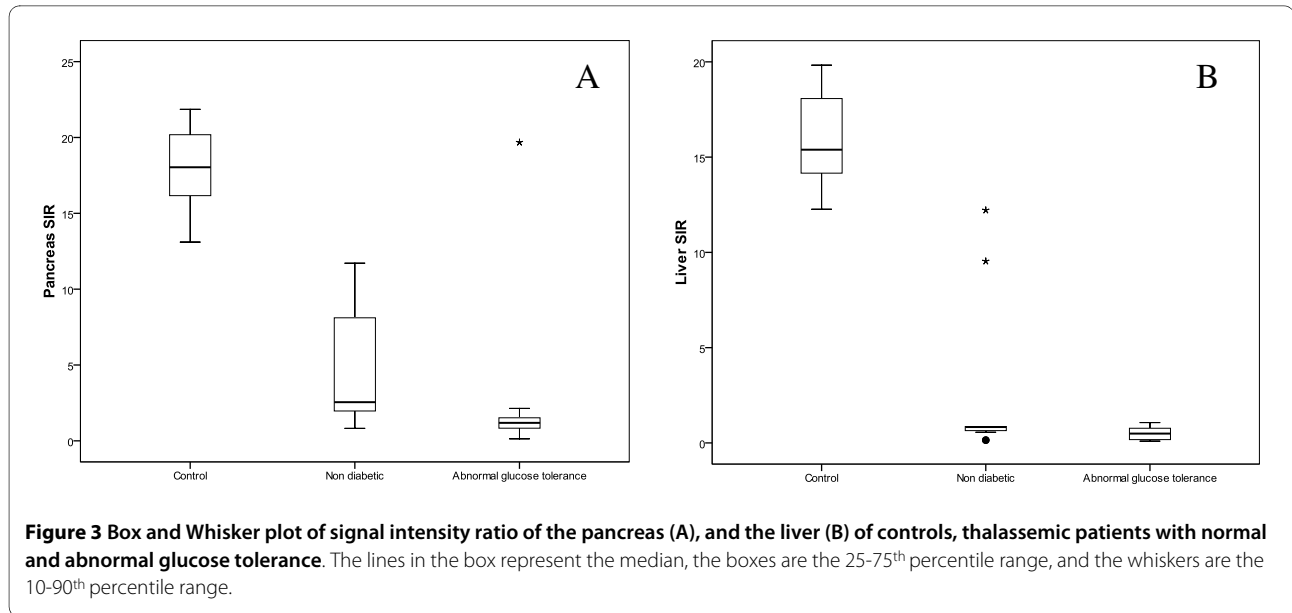 A
25
20
15
10
5
0
Pancreas SIR
Control
Non diabetic
Abnormal glucose tolerance
B
20
15
10
5
0
Liver SIR
Control
Non diabetic
Abnormal glucose tolerance
Figure 3 Box and Whisker plot of signal intensity ratio of the pancreas (A), and the liver (B) of controls, thalassemic patients with normal
and abnormal glucose tolerance. The lines in the box represent the median, the boxes are the 25-75th percentile range, and the whiskers are the
10-90th percentile range.